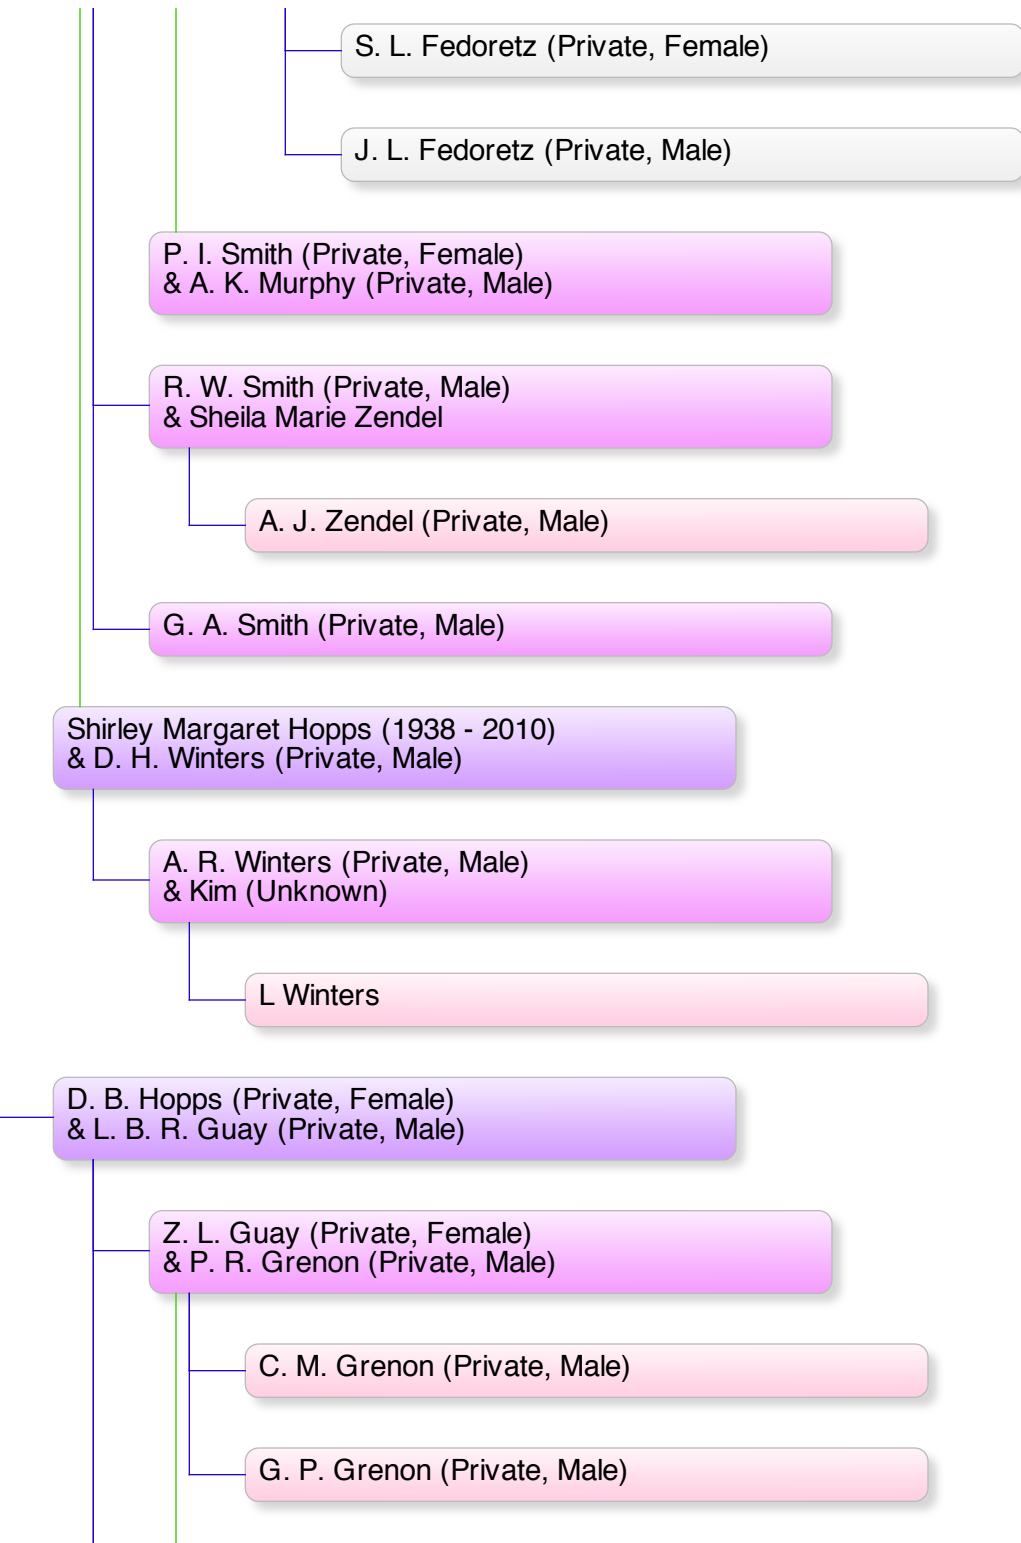 S. L. Fedoretz (Private, Female)
J. L. Fedoretz (Private, Male)
P. I. Smith (Private, Female)
& A. K. Murphy (Private, Male)
R. W. Smith (Private, Male)
& Sheila Marie Zendel
A. J. Zendel (Private, Male)
G. A. Smith (Private, Male)
Shirley Margaret Hopps (1938 - 2010)
& D. H. Winters (Private, Male)
A. R. Winters (Private, Male)
& Kim (Unknown)
L Winters
D. B. Hopps (Private, Female)
& L. B. R. Guay (Private, Male)
Z. L. Guay (Private, Female)
& P. R. Grenon (Private, Male)
C. M. Grenon (Private, Male)
G. P. Grenon (Private, Male)